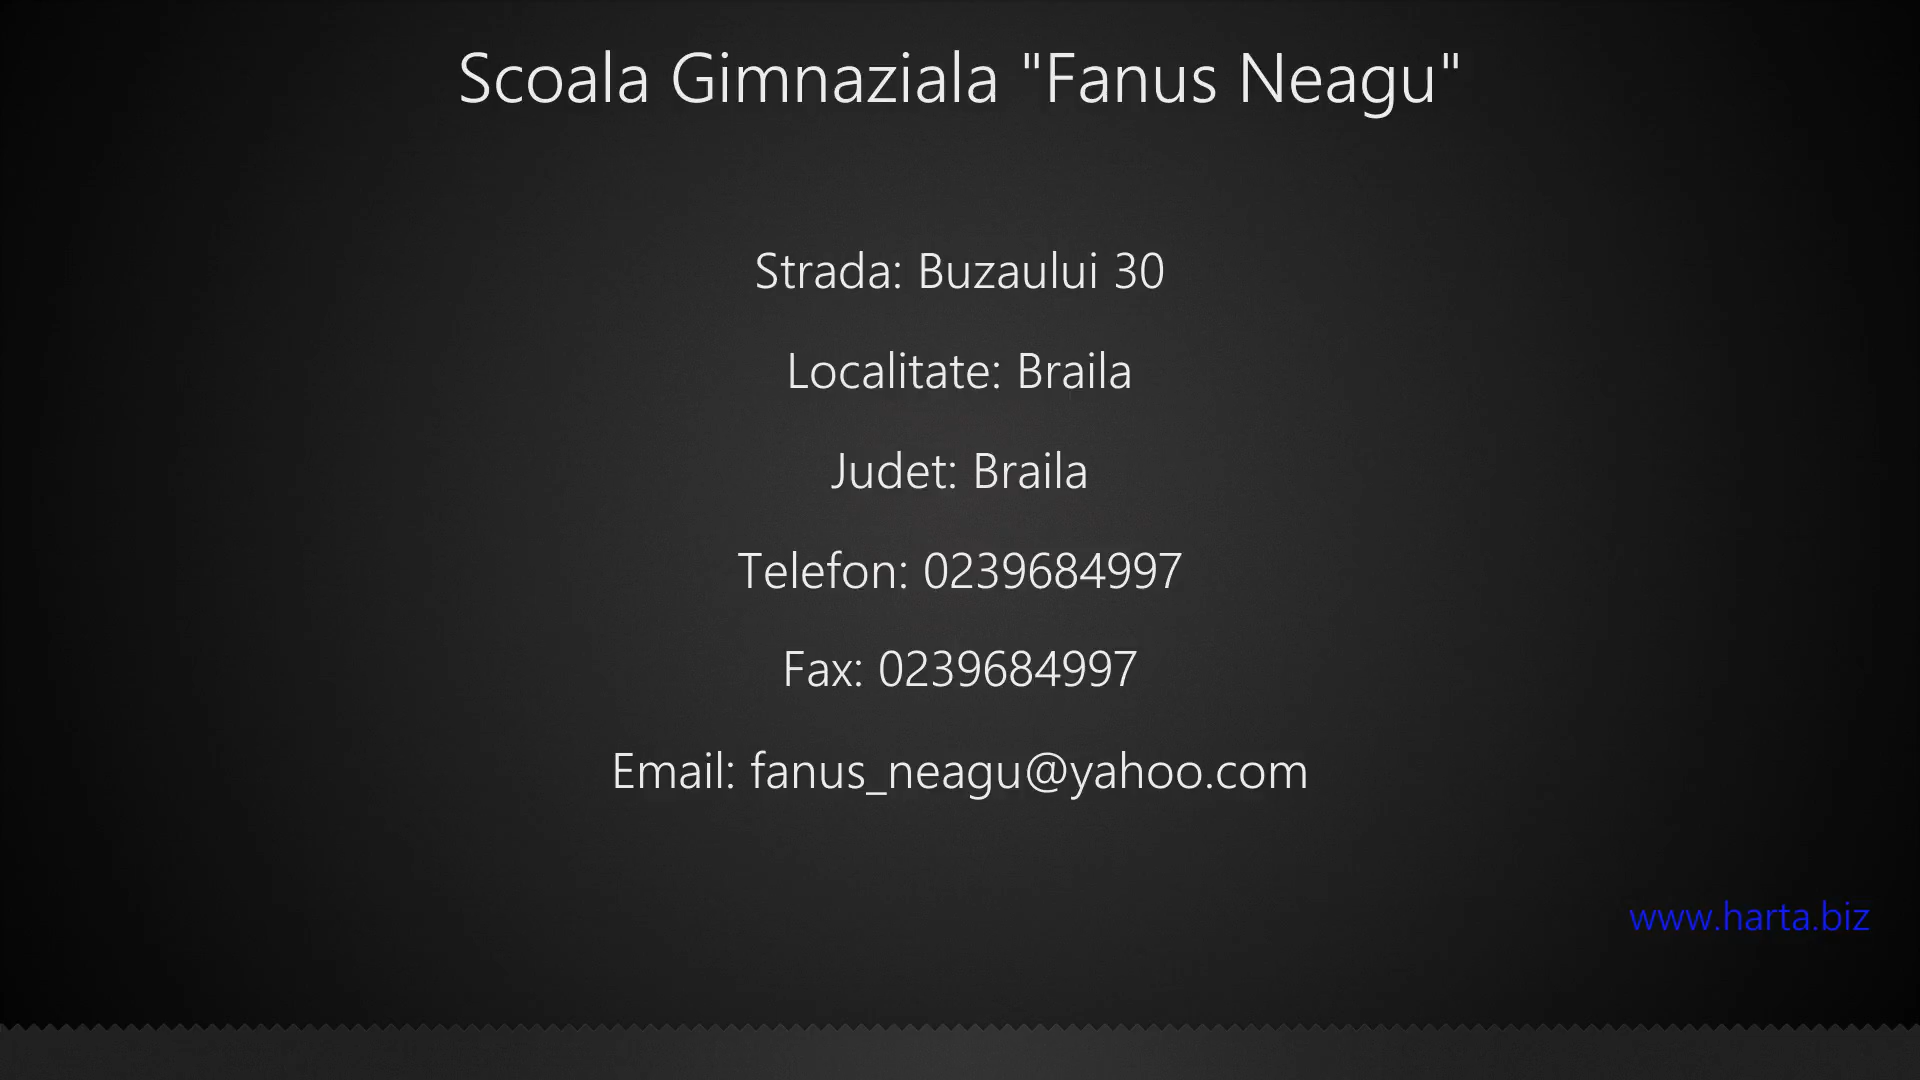 Scoala Gimnaziala "Fanus Neagu"
Strada: Buzaului 30
Localitate: Braila
Judet: Braila
Telefon: 0239684997
Fax: 0239684997
Email: fanus_neagu@yahoo.com
www.harta.biz